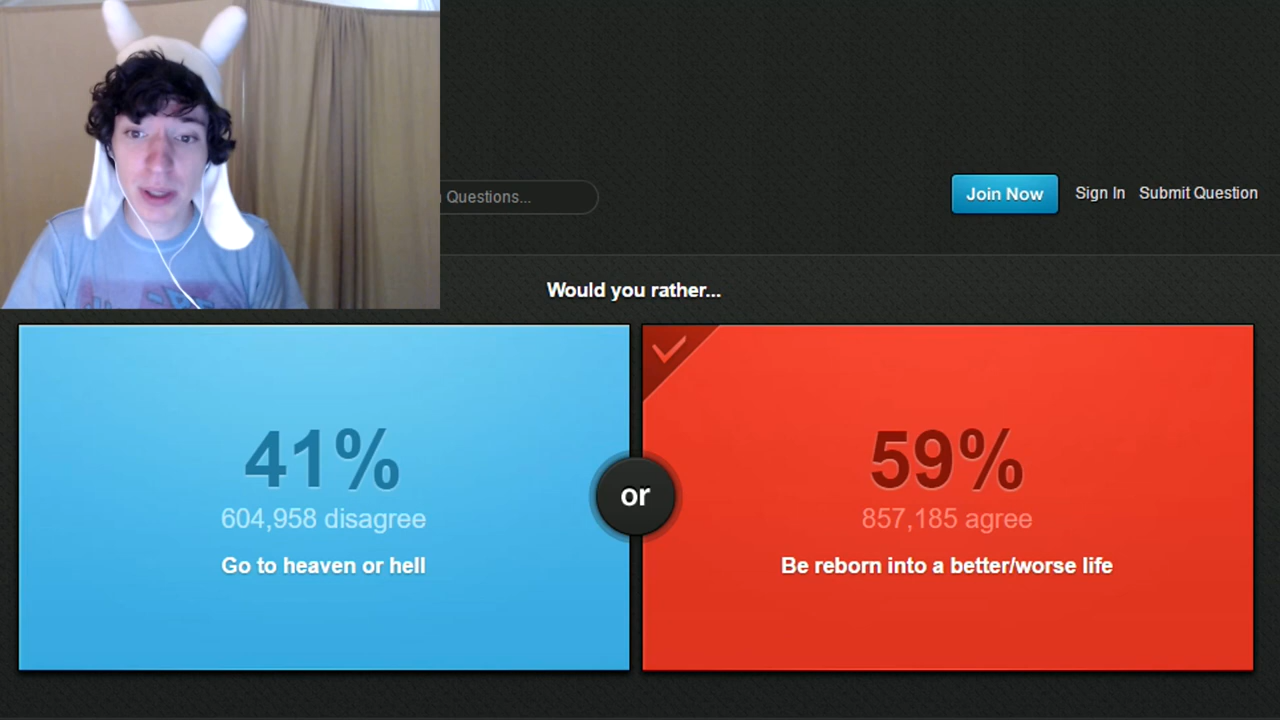 Questions...
Join Now
Sign In
Submit Question
Would you rather...
41%
604,958 disagree
Go to heaven or hell
or
59%
857,185 agree
Be reborn into a better/worse life